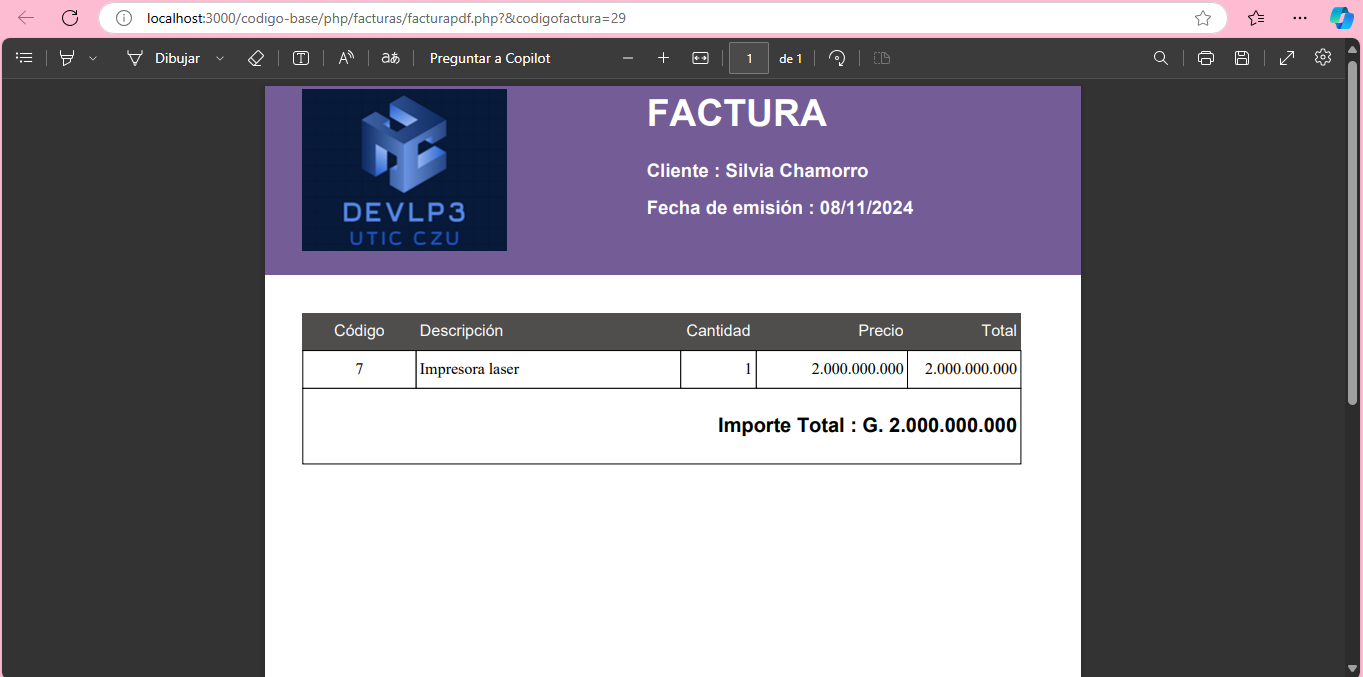 localhost:3000/codigo-base/php/facturas/facturapdf.php?&codigofactura=29
Dibujar
Preguntar a Copilot
1 de 1
DEVLP3
UTIC CZU
FACTURA
Cliente : Silvia Chamorro
Fecha de emisión : 08/11/2024
Código Descripción Cantidad Precio Total
7 Impresora laser 1 2.000.000.000 2.000.000.000
Importe Total : G. 2.000.000.000